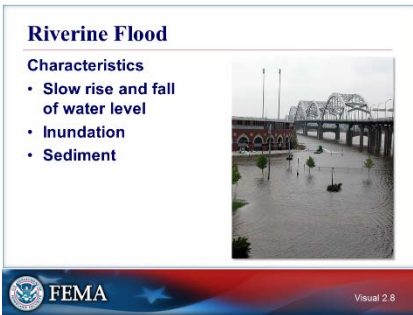 Riverine Flood
Characteristics
• Slow rise and fall
of water level
• Inundation
• Sediment
FEMA
Visual 2.8